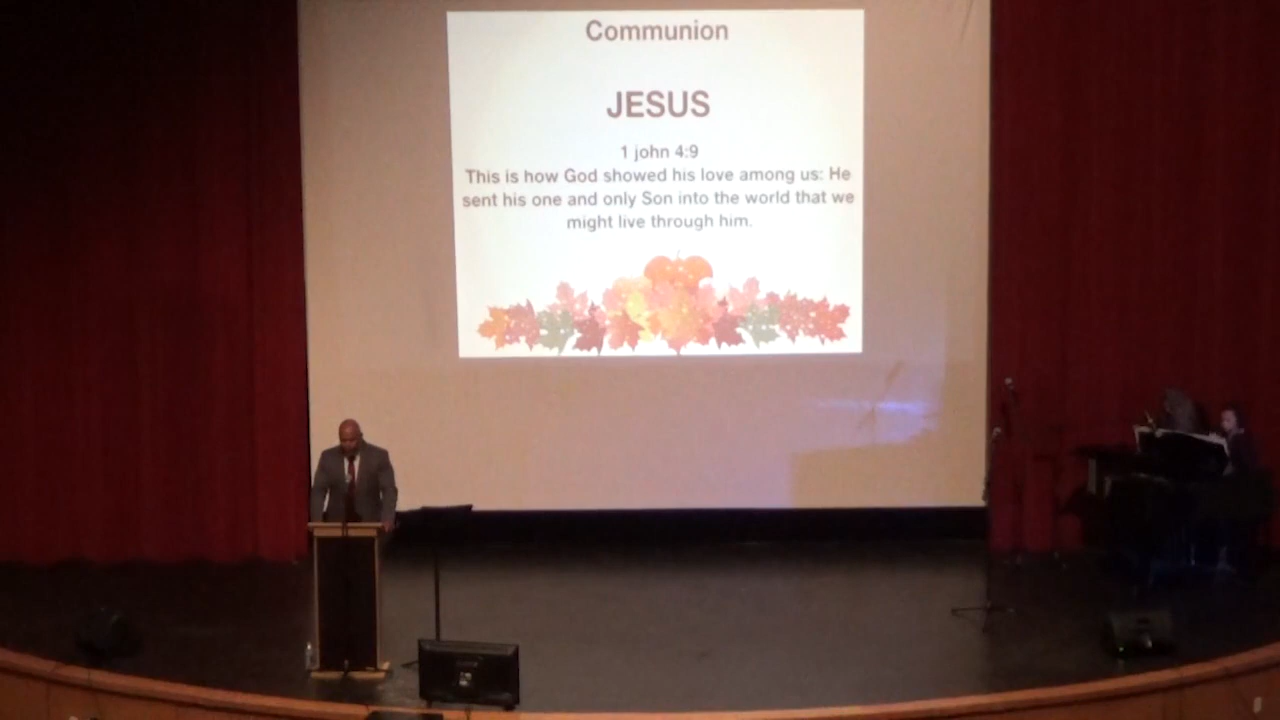 Communion
JESUS
1 john 4:9
This is how God showed his love among us: He
sent his one and only Son into the world that we
might live through him.